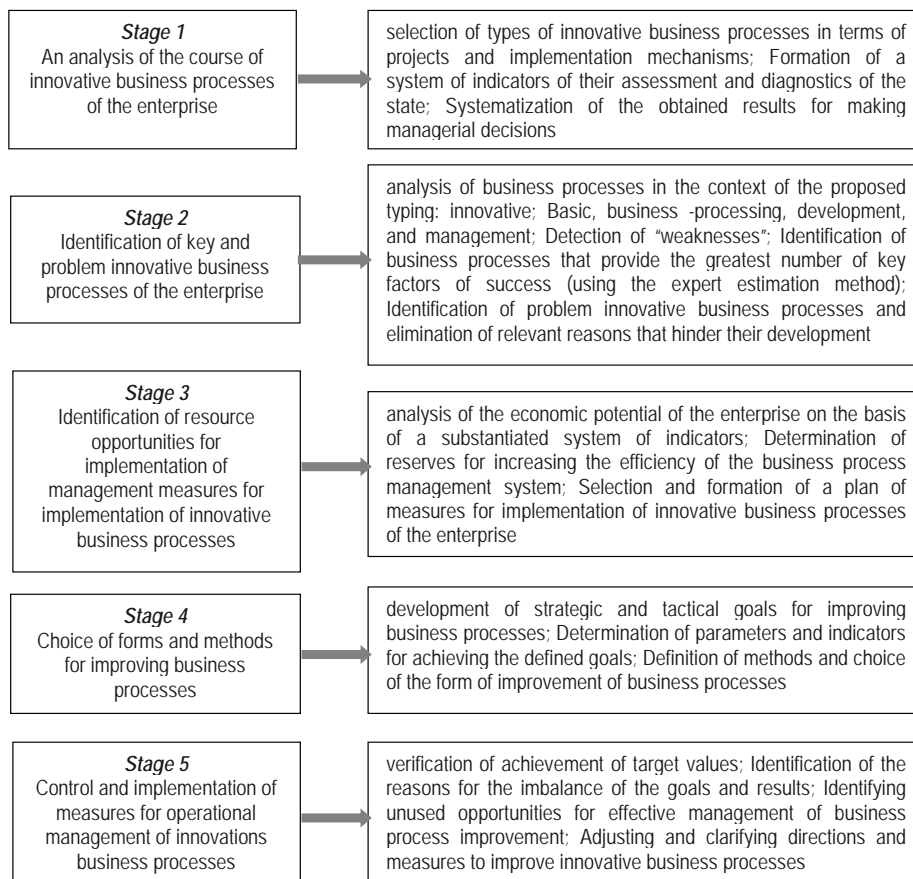 Stage 1
An analysis of the course of
innovative business processes
of the enterprise
selection of types of innovative business processes in terms of
projects and implementation mechanisms; Formation of a
system of indicators of their assessment and diagnostics of the
state; Systematization of the obtained results for making
managerial decisions
Stage 2
Identification of key and
problem innovative business
processes of the enterprise
analysis of business processes in the context of the proposed
typing: innovative; Basic, business -processing, development,
and management; Detection of "weaknesses"; Identification of
business processes that provide the greatest number of key
factors of success (using the expert estimation method);
Identification of problem innovative business processes and
elimination of relevant reasons that hinder their development
Stage 3
Identification of resource
opportunities for
implementation of
management measures for
implementation of innovative
business processes
analysis of the economic potential of the enterprise on the basis
of a substantiated system of indicators; Determination of
reserves for increasing the efficiency of the business process
management system; Selection and formation of a plan of
measures for implementation of innovative business processes
of the enterprise
Stage 4
Choice of forms and methods
for improving business
processes
development of strategic and tactical goals for improving
business processes; Determination of parameters and indicators
for achieving the defined goals; Definition of methods and choice
of the form of improvement of business processes
Stage 5
Control and implementation of
measures for operational
management of innovations
business processes
verification of achievement of target values; Identification of the
reasons for the imbalance of the goals and results; Identifying
unused opportunities for effective management of business
process improvement; Adjusting and clarifying directions and
measures to improve innovative business processes